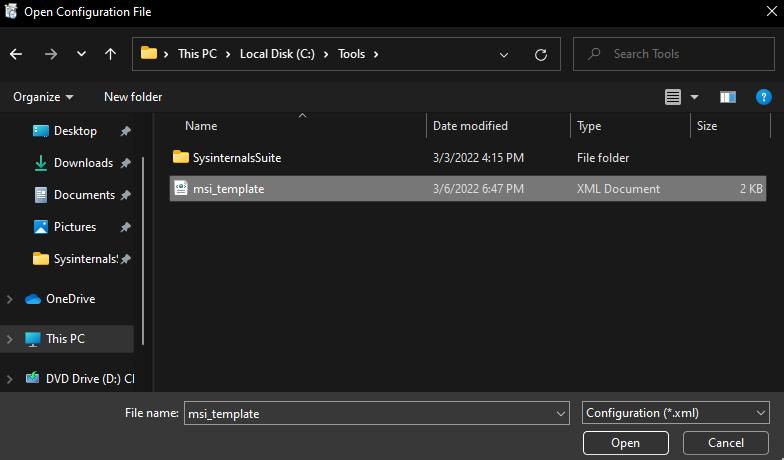 Open Configuration File
This PC > Local Disk (C:) > Tools >
Search Tools
Organize
New folder
Name
Date modified
Type
Size
Desktop
Downloads
Documents
Pictures
Sysinternals
OneDrive
This PC
DVD Drive (D:) C
SysinternalsSuite
3/3/2022 4:15 PM
File folder
msi_template
3/6/2022 6:47 PM
XML Document
2 KB
File name:
msi_template
Configuration (*.xml)
Open
Cancel